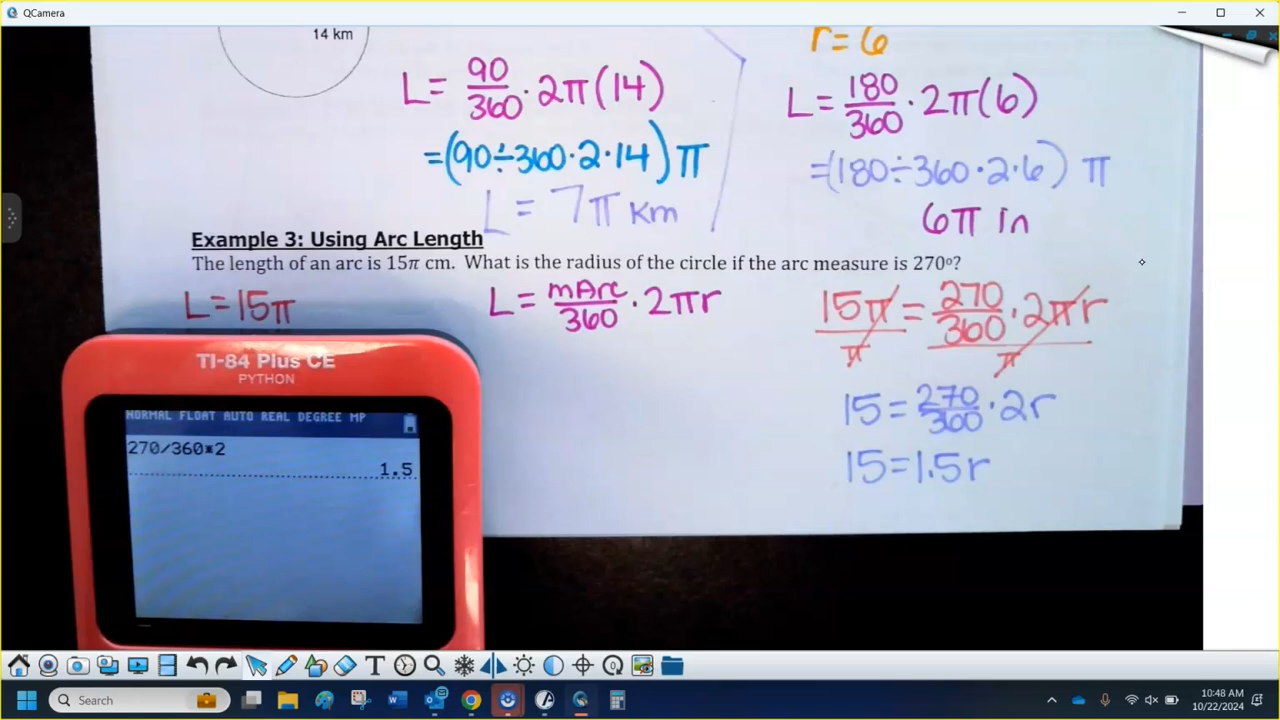 QCamera
14 km
L = 90/360 · 2π(14)
=(90÷360·2·14)π
L = 7π km
r=6
L = 180/360 · 2π(6)
=(180÷360·2·6) π
6π in
Example 3: Using Arc Length
The length of an arc is 15π cm. What is the radius of the circle if the arc measure is 270º?
L=15π
L = mArc/360 · 2πr
15π/π = 270/360 · 2πr/π
15 = 270/360 · 2r
15=1.5r
TI-84 Plus CE
PYTHON
NORMAL FLOAT AUTO REAL DEGREE MP
270/360*2
1.5
Search
10:48 AM
10/22/2024